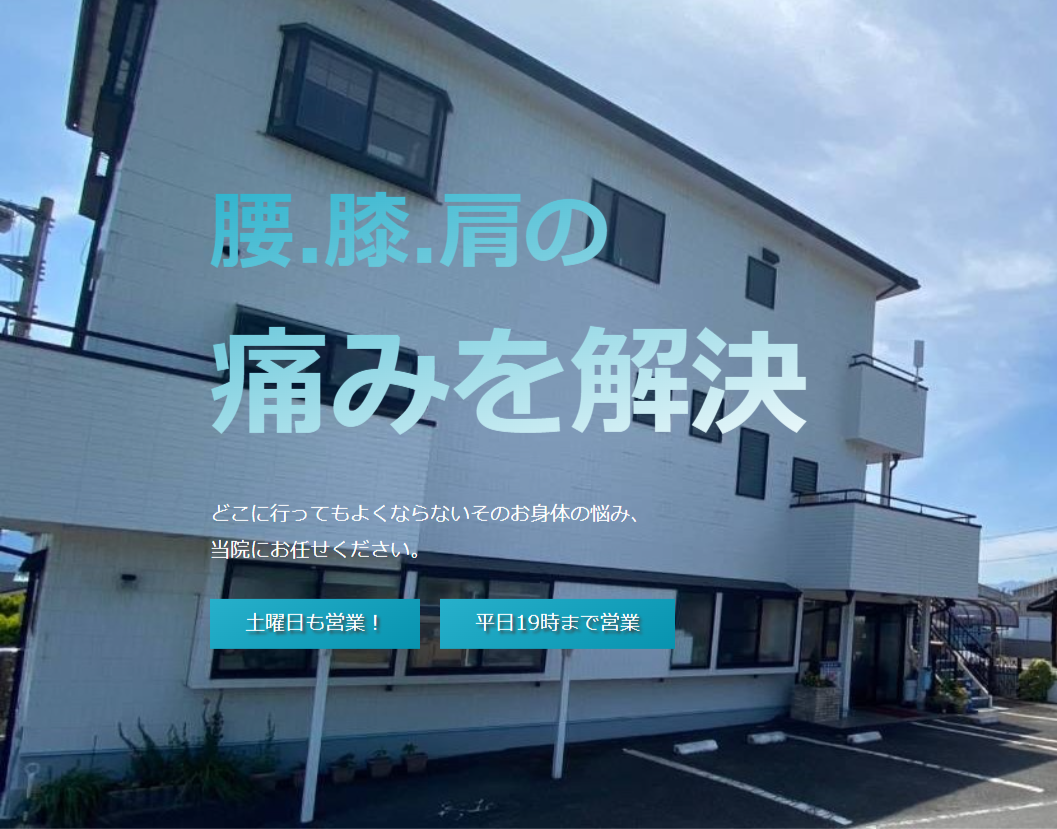 腰.膝.肩の
痛みを解決
どこに行ってもよくならないそのお身体の悩み、
当院にお任せください。
土曜日も営業！
平日19時まで営業